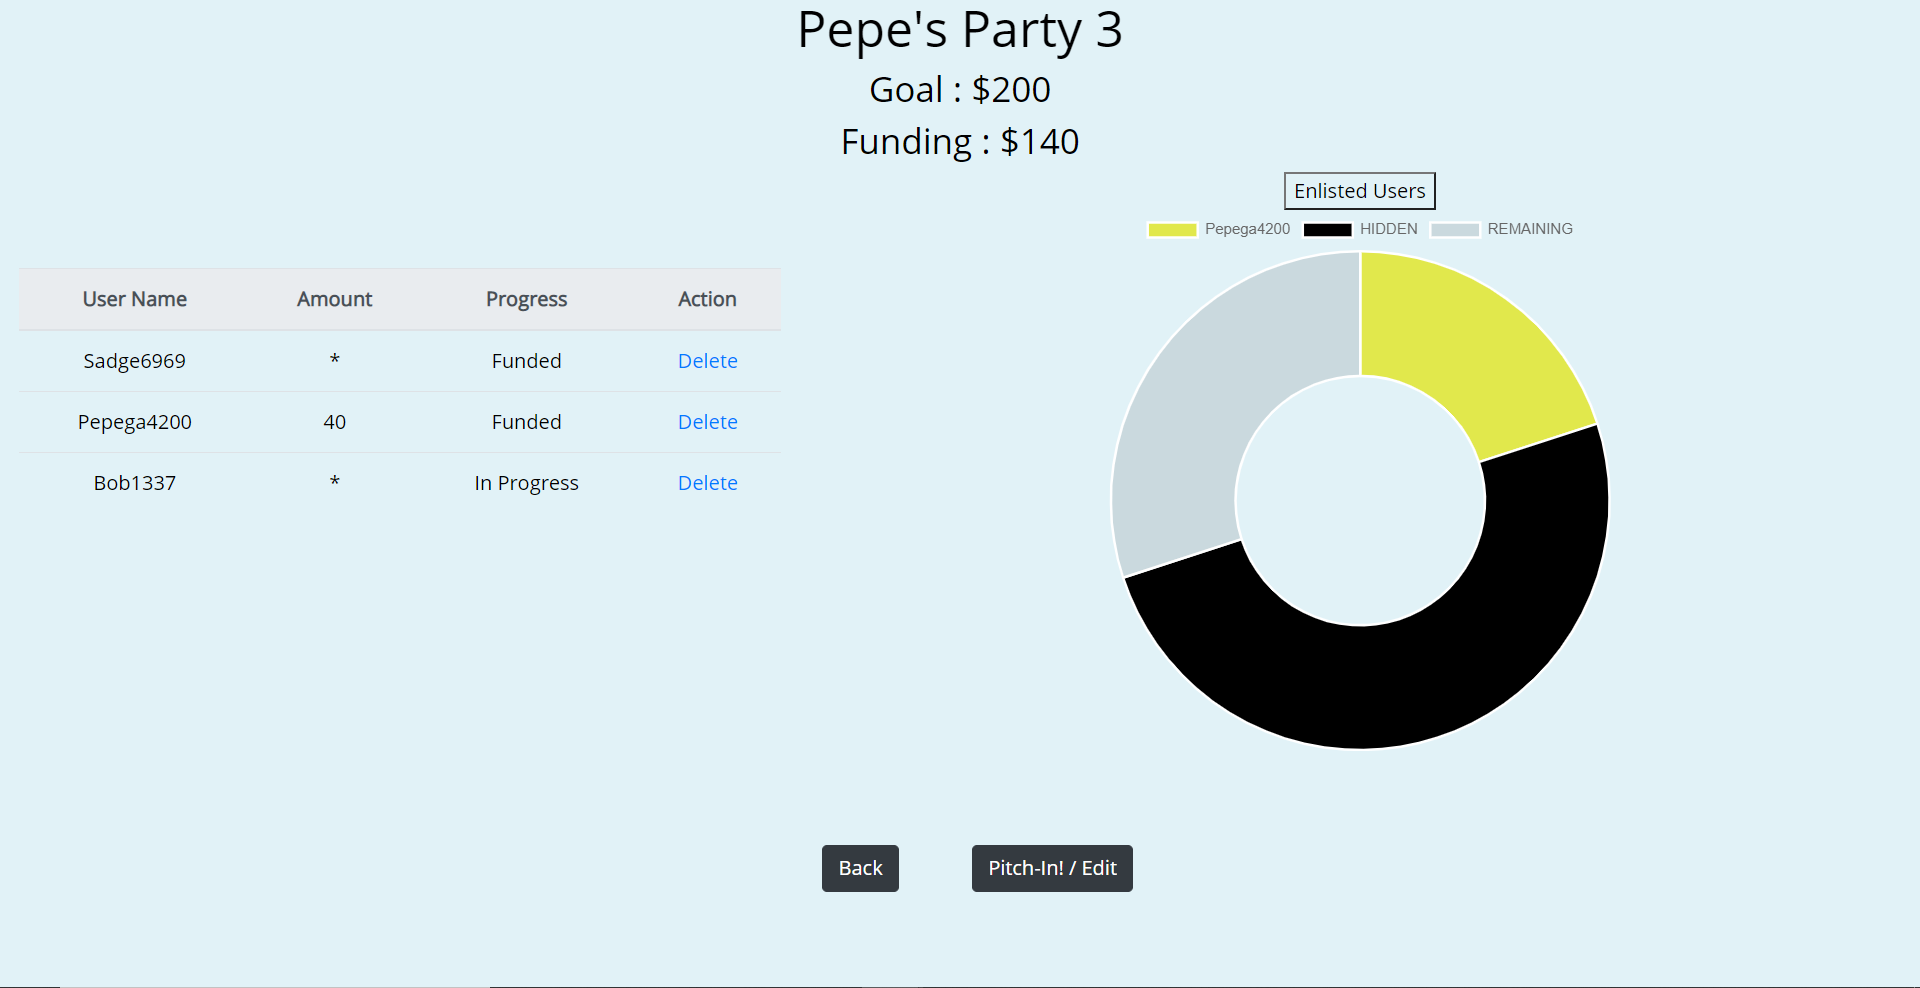 Pepe's Party 3
Goal : $200
Funding : $140
Enlisted Users
Pepega4200 HIDDEN REMAINING
User Name Amount Progress Action
Sadge6969 * Funded Delete
Pepega4200 40 Funded Delete
Bob1337 * In Progress Delete
Back Pitch-In! / Edit